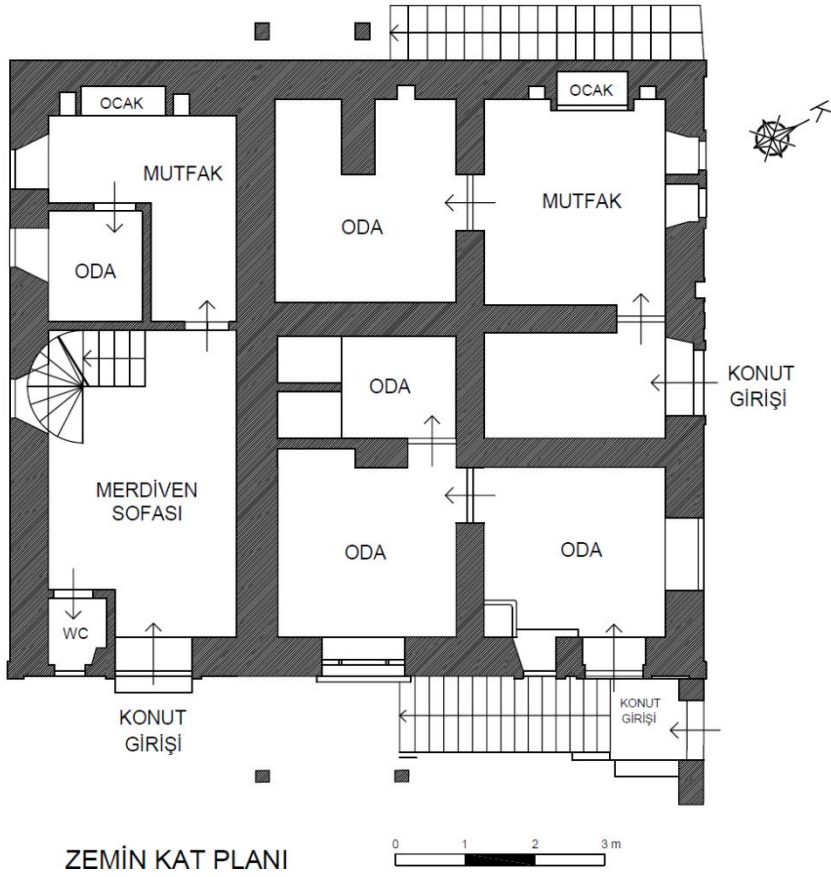 OCAK
OCAK
MUTFAK
MUTFAK
ODA
ODA
ODA
KONUT
GİRİŞİ
MERDİVEN
SOFASI
ODA
ODA
WC
KONUT
GİRİŞİ
KONUT
GİRİŞİ
ZEMİN KAT PLANI
0 1 2 3 m